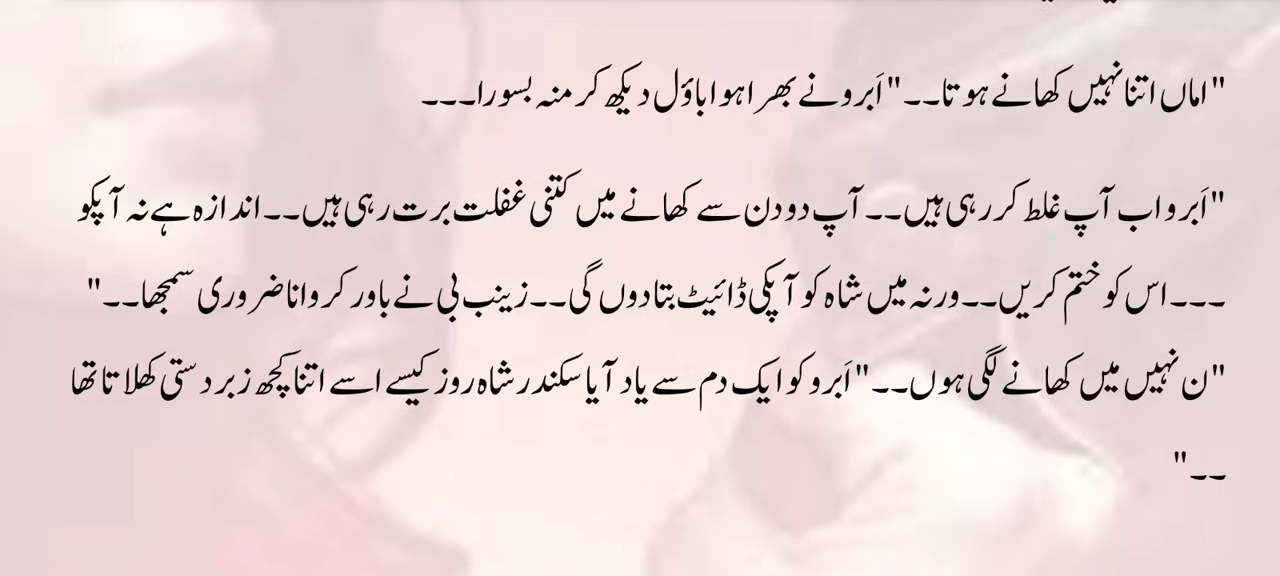 "اماں اتنا نہیں کھانے ہوتا۔۔" اَبرو نے بھرا ہوا باؤل دیکھ کر منہ بسورا۔۔۔
"اَبرو اب آپ غلط کر رہی ہیں۔۔ آپ دو دن سے کھانے میں کتنی غفلت برت رہی ہیں۔۔ اندازہ ہے نہ آپکو
۔۔۔ اس کو ختم کریں۔۔ ورنہ میں شاہ کو آپکی ڈائیٹ بتا دوں گی۔۔ زینب بی نے باور کروانا ضروری سمجھا۔۔"
"ن نہیں میں کھانے لگی ہوں۔۔" اَبرو کو ایک دم سے یاد آیا سکندر شاہ روز کیسے اسے اتنا کچھ زبردستی کھلاتا تھا
۔۔"